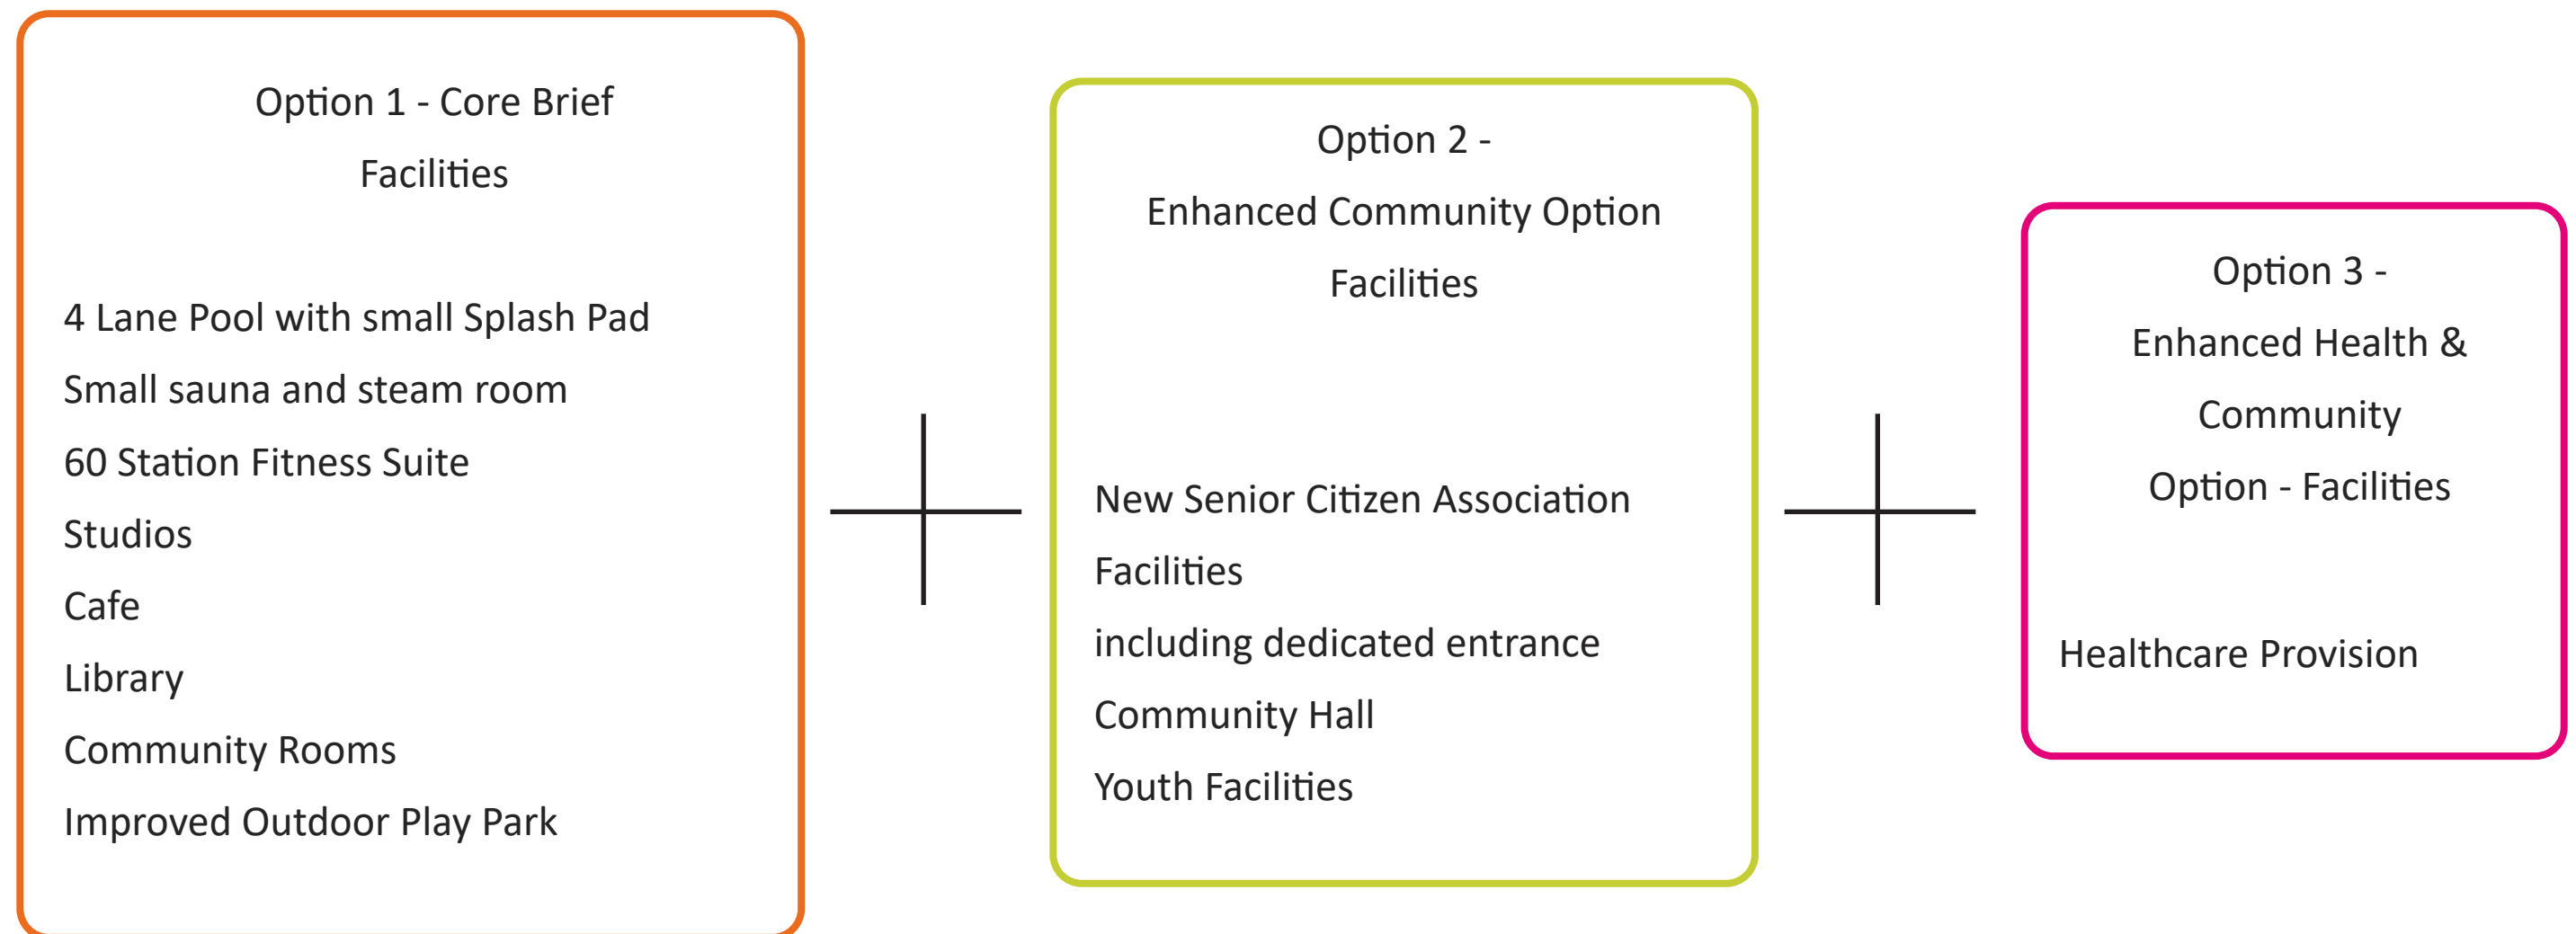 Option 1 - Core Brief
Facilities
4 Lane Pool with small Splash Pad
Small sauna and steam room
60 Station Fitness Suite
Studios
Cafe
Library
Community Rooms
Improved Outdoor Play Park
Option 2 -
Enhanced Community Option
Facilities
New Senior Citizen Association
Facilities
including dedicated entrance
Community Hall
Youth Facilities
Option 3 -
Enhanced Health &
Community
Option - Facilities
Healthcare Provision